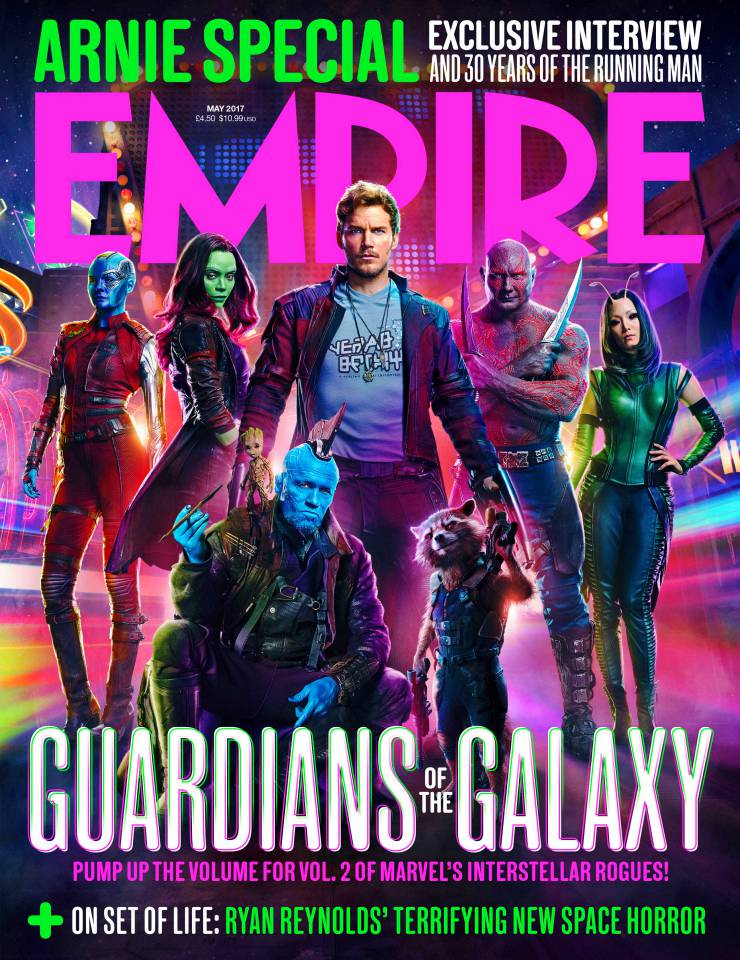 ARNIE SPECIAL
EXCLUSIVE INTERVIEW
AND 30 YEARS OF THE RUNNING MAN
EMPIRE
MAY 2017
£4.50 $10.99USD
GUARDIANS OF THE GALAXY
PUMP UP THE VOLUME FOR VOL. 2 OF MARVEL'S INTERSTELLAR ROGUES!
+ ON SET OF LIFE: RYAN REYNOLDS' TERRIFYING NEW SPACE HORROR